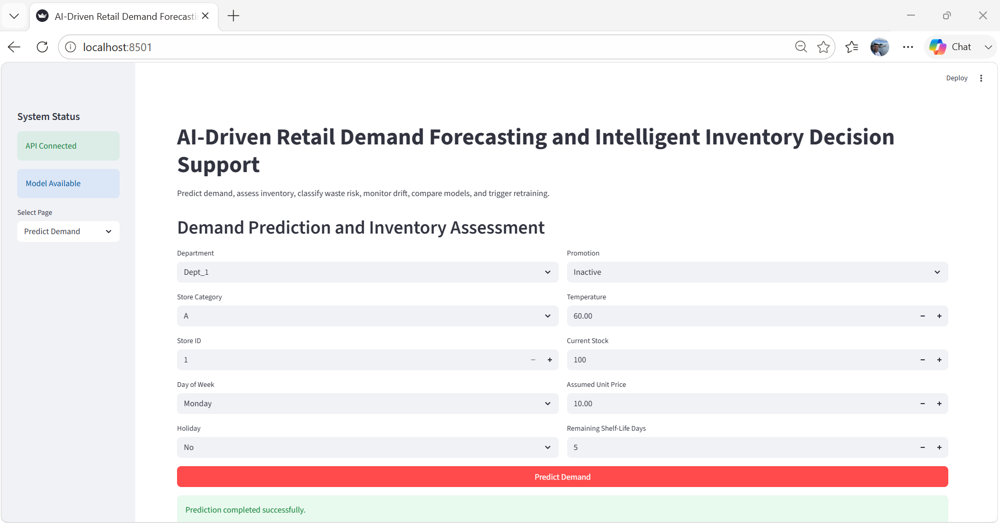 AI-Driven Retail Demand Forecasti
localhost:8501
Chat
Deploy
System Status
API Connected
Model Available
Select Page
Predict Demand
AI-Driven Retail Demand Forecasting and Intelligent Inventory Decision
Support
Predict demand, assess inventory, classify waste risk, monitor drift, compare models, and trigger retraining.
Demand Prediction and Inventory Assessment
Department
Dept_1
Promotion
Inactive
Store Category
A
Temperature
60.00
Store ID
1
Current Stock
100
Day of Week
Monday
Assumed Unit Price
10.00
Holiday
No
Remaining Shelf-Life Days
5
Predict Demand
Prediction completed successfully.